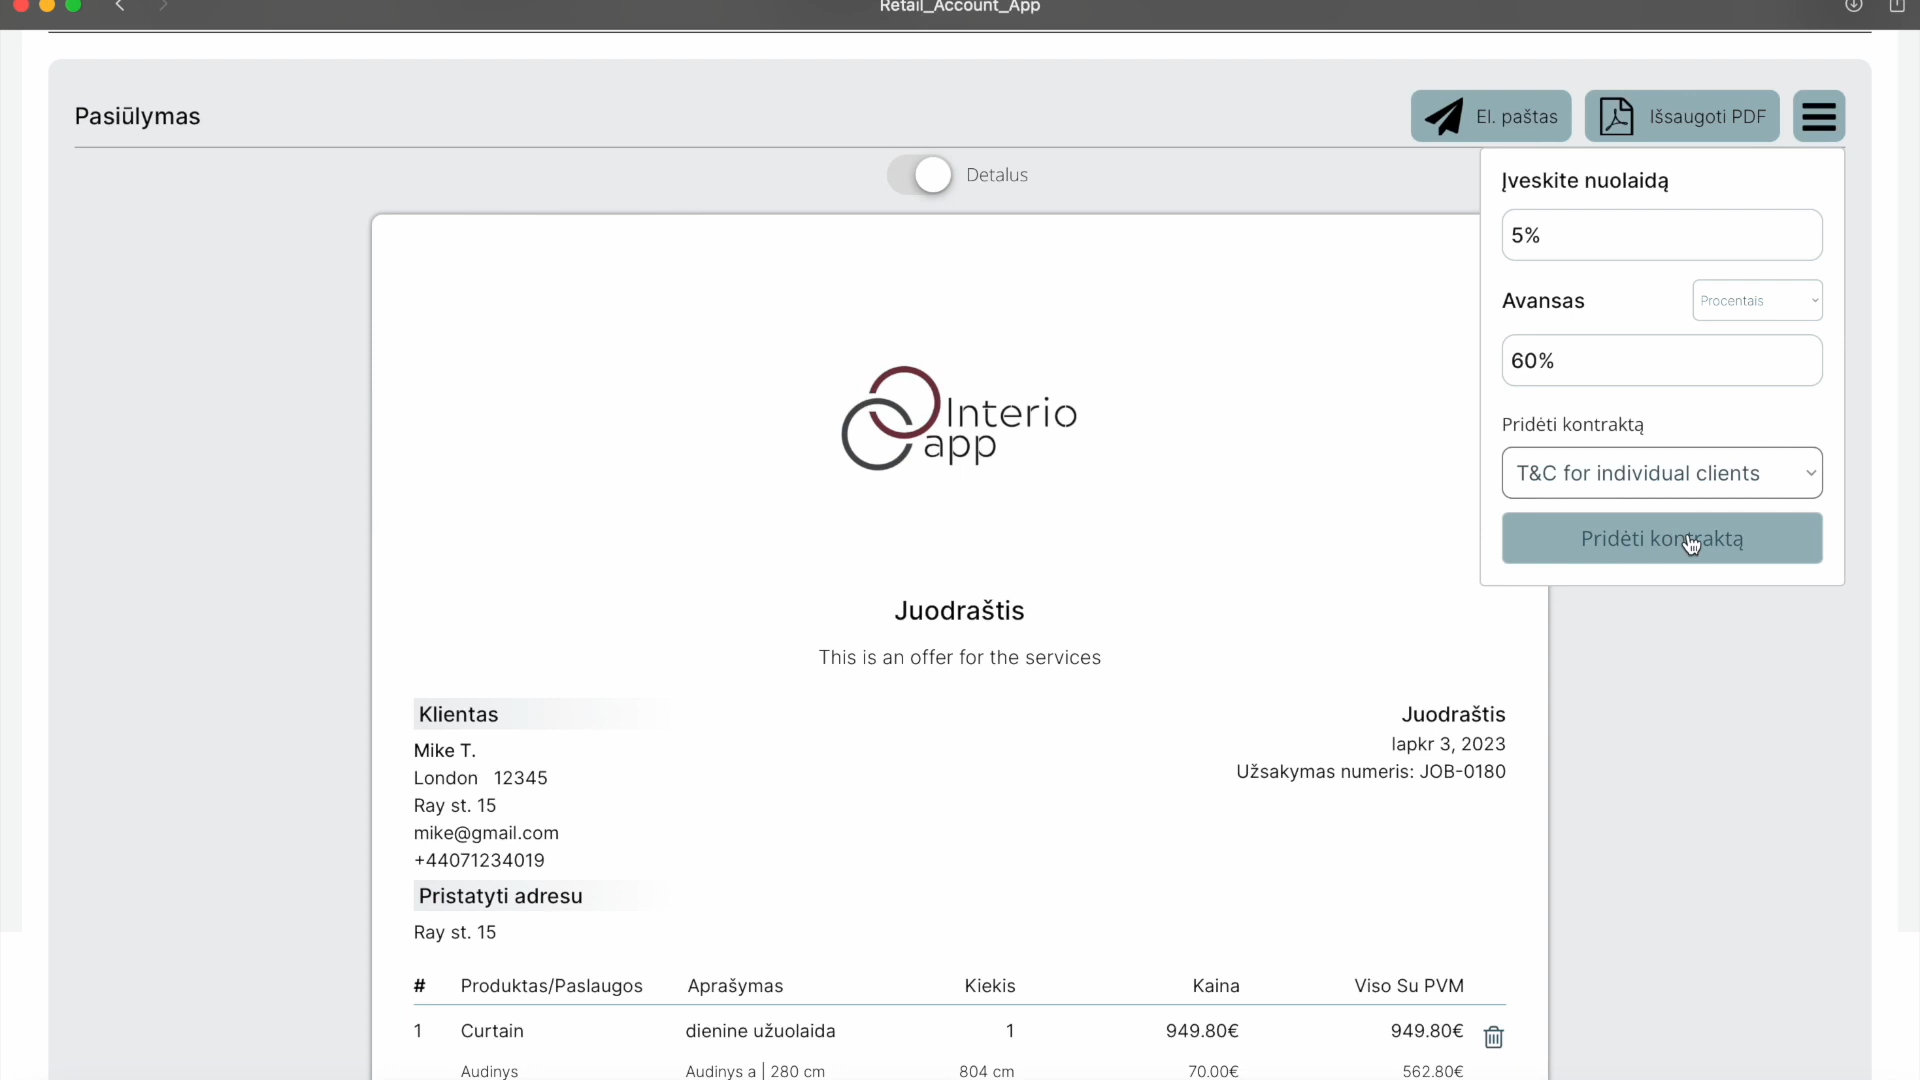 Retail_Account_App
Pasiūlymas
El. paštas
Išsaugoti PDF
Detalus
Įveskite nuolaidą
5%
Avansas
Procentais
60%
Pridėti kontraktą
T&C for individual clients
Pridėti kontraktą
Interio
app
Juodraštis
This is an offer for the services
Klientas
Juodraštis
Mike T.
lapkr 3, 2023
London 12345
Užsakymas numeris: JOB-0180
Ray st. 15
mike@gmail.com
+44071234019
Pristatyti adresu
Ray st. 15
# Produktas/Paslaugos Aprašymas Kiekis Kaina Viso Su PVM
1 Curtain dienine užuolaida 1 949.80€ 949.80€
Audinys Audinys a | 280 cm 804 cm 70.00€ 562.80€